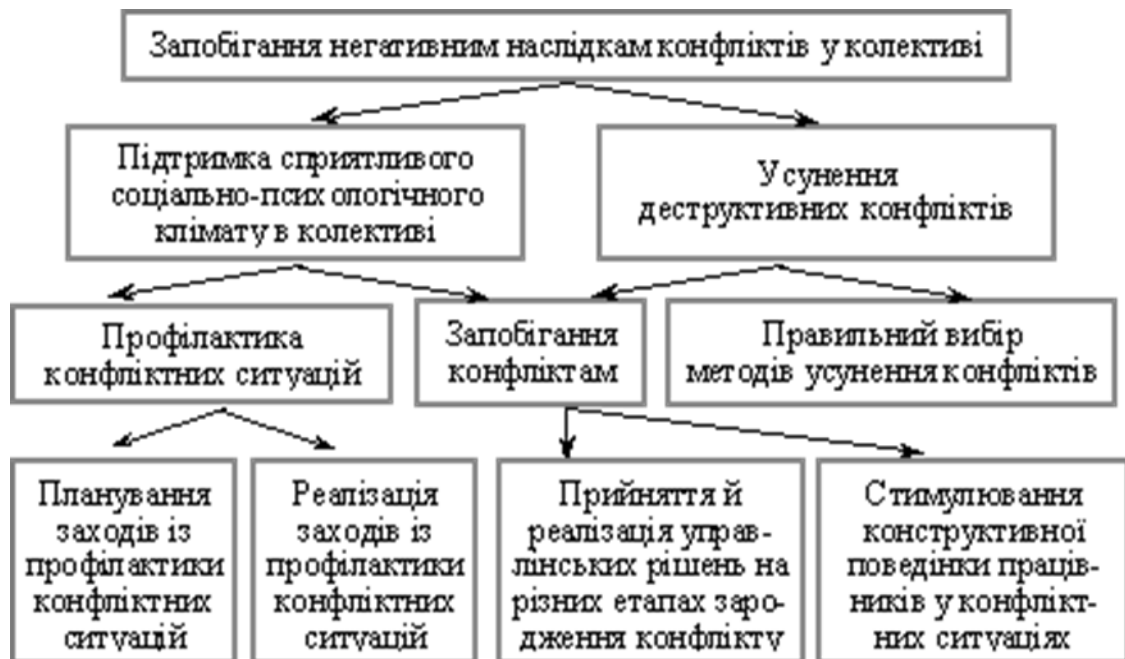 Запобігання негативним наслідкам конфліктів у колективі
Підтримка сприятливого
соціально-психологічного
клімату в колективі
Усунення
деструктивних конфліктів
Профілактика
конфліктних ситуацій
Запобігання
конфліктам
Правильний вибір
методів усунення конфліктів
Планування
заходів із
профілактики
конфліктних
ситуацій
Реалізація
заходів із
профілактики
конфліктних
ситуацій
Прийняття й
реалізація управ-
лінських рішень на
різних етапах заро-
дження конфлікту
Стимулювання
конструктивної
поведінки праців-
ників у конфлікт-
них ситуаціях